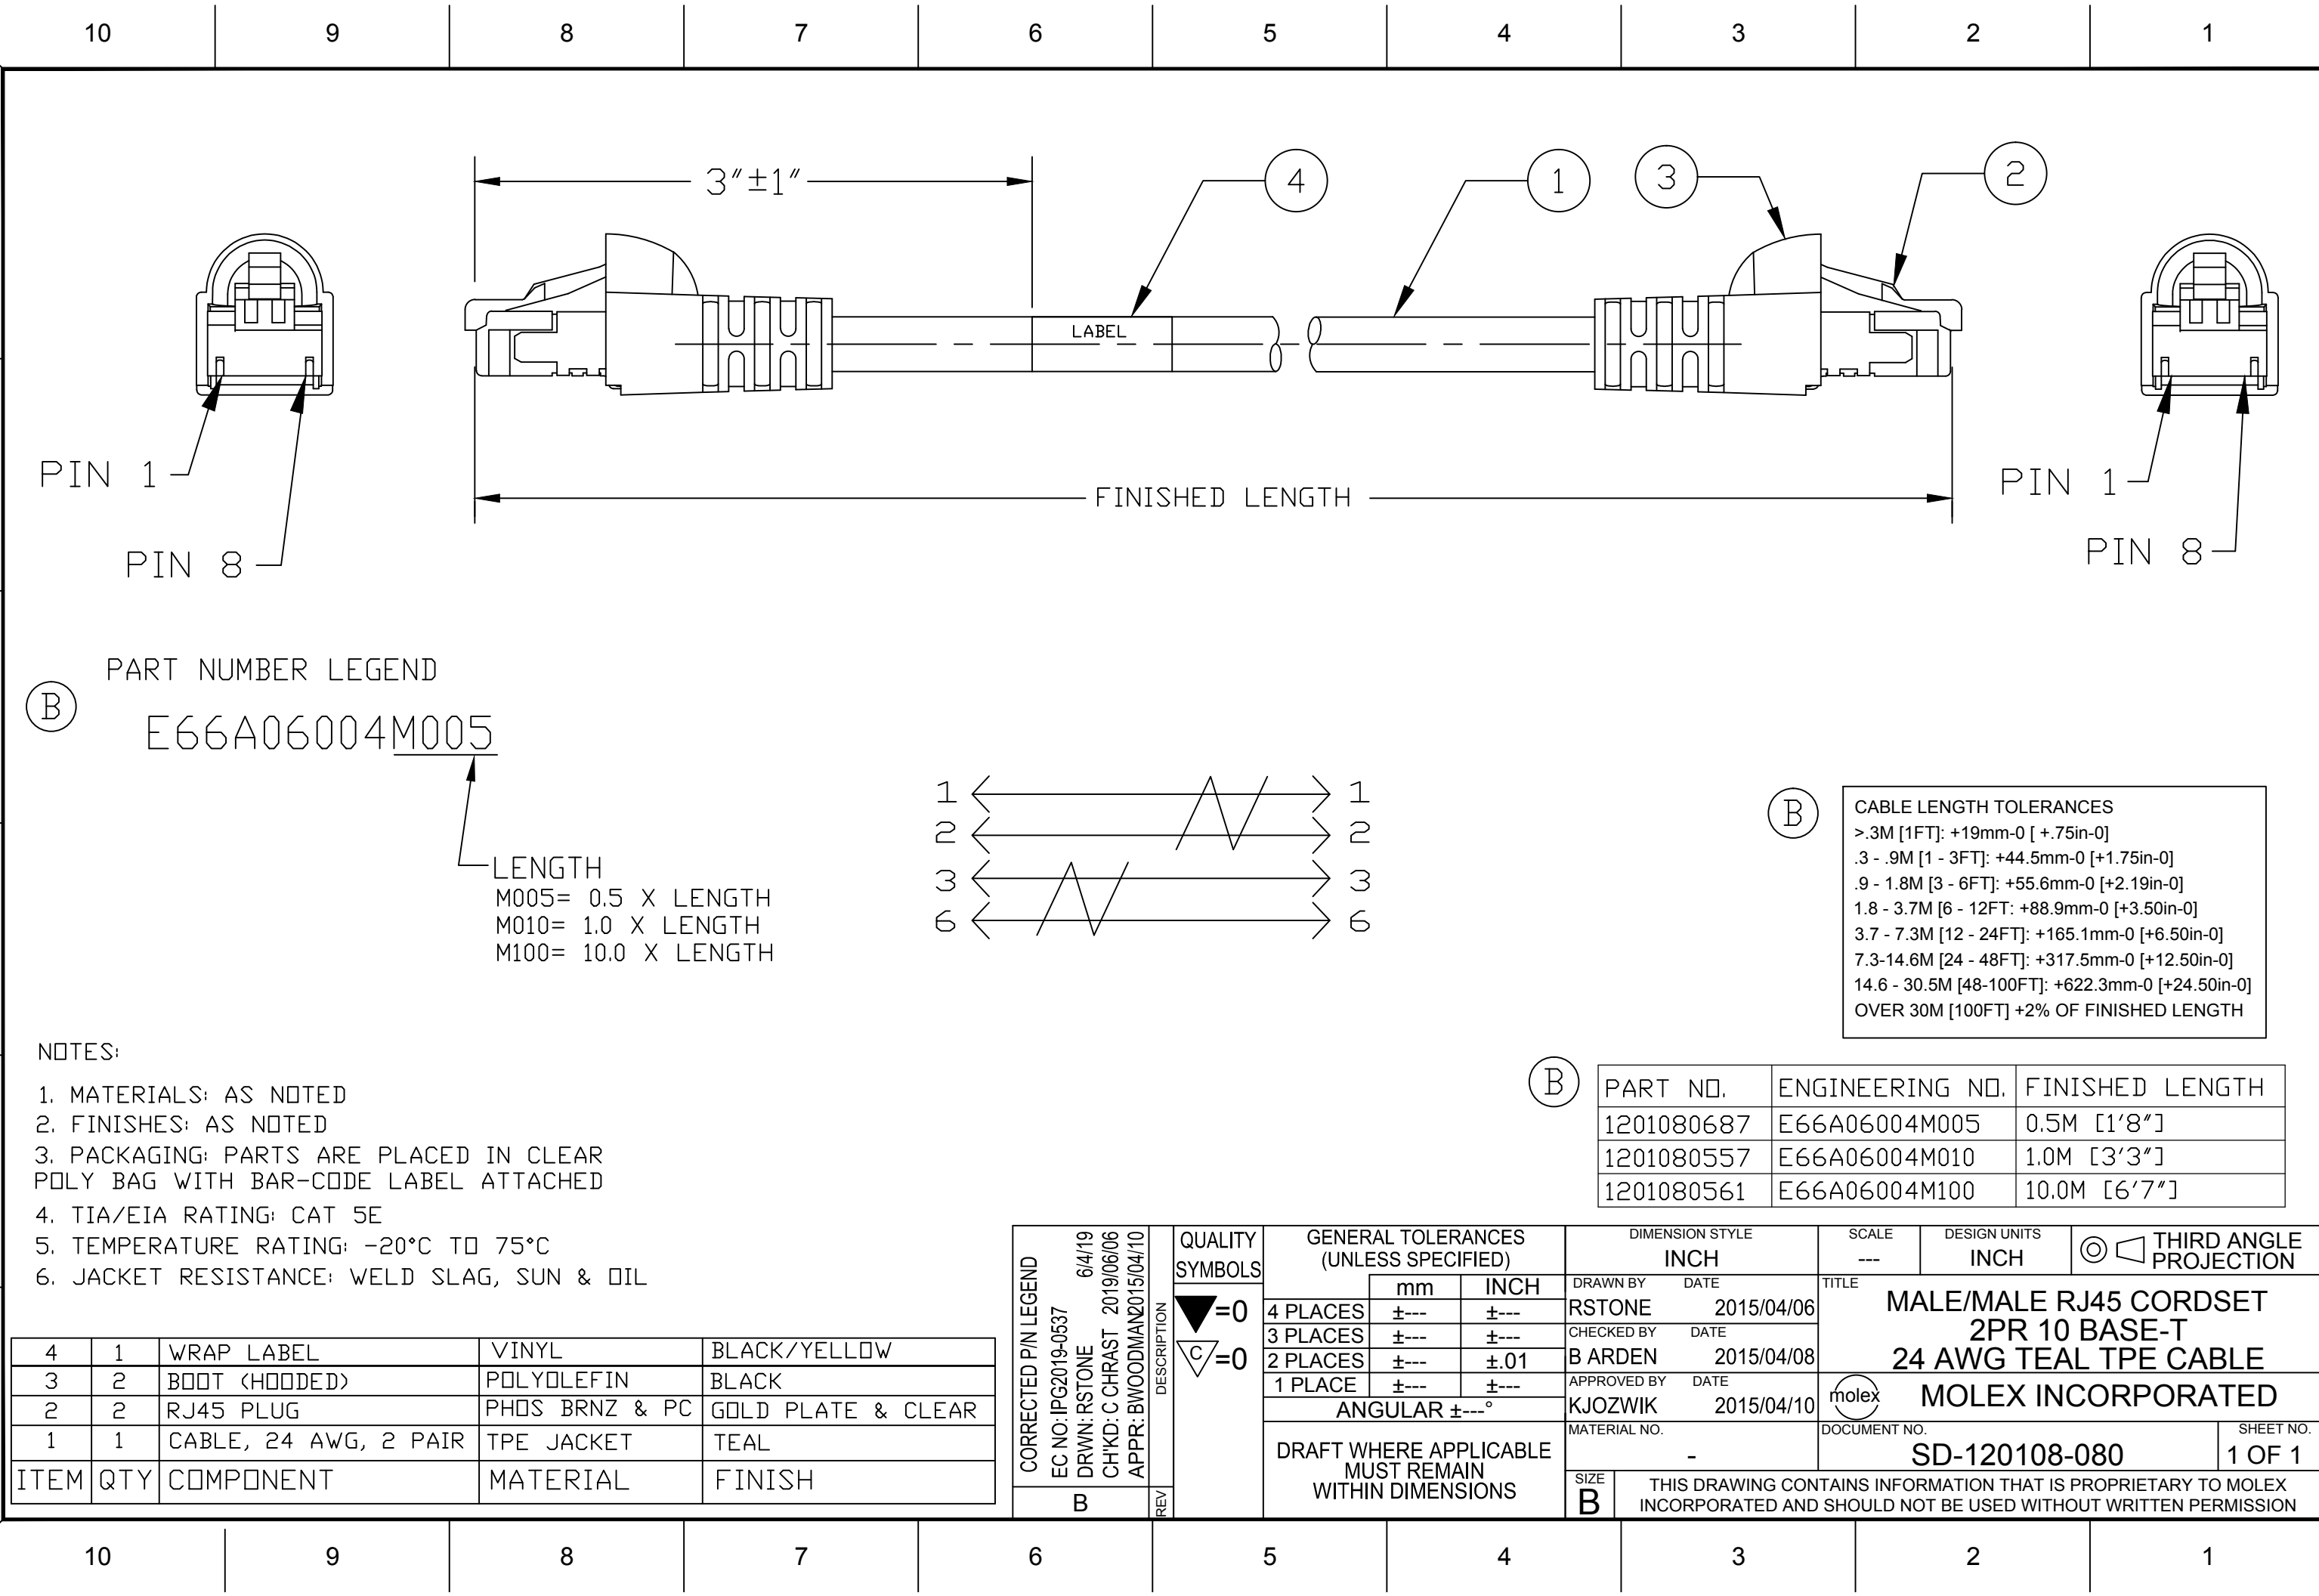 10 9 8 7 6 5 4 3 2 1
3"±1"
4
1
3
2
LABEL
PIN 1
PIN 8
FINISHED LENGTH
PIN 1
PIN 8
PART NUMBER LEGEND
B
E66A06004M005
LENGTH
M005= 0.5 X LENGTH
M010= 1.0 X LENGTH
M100= 10.0 X LENGTH
1 1
2 2
3 3
6 6
B
CABLE LENGTH TOLERANCES
>.3M [1FT]: +19mm-0 [ +.75in-0]
.3 - .9M [1 - 3FT]: +44.5mm-0 [+1.75in-0]
.9 - 1.8M [3 - 6FT]: +55.6mm-0 [+2.19in-0]
1.8 - 3.7M [6 - 12FT: +88.9mm-0 [+3.50in-0]
3.7 - 7.3M [12 - 24FT]: +165.1mm-0 [+6.50in-0]
7.3-14.6M [24 - 48FT]: +317.5mm-0 [+12.50in-0]
14.6 - 30.5M [48-100FT]: +622.3mm-0 [+24.50in-0]
OVER 30M [100FT] +2% OF FINISHED LENGTH
NOTES:
1. MATERIALS: AS NOTED
2. FINISHES: AS NOTED
3. PACKAGING: PARTS ARE PLACED IN CLEAR
POLY BAG WITH BAR-CODE LABEL ATTACHED
4. TIA/EIA RATING: CAT 5E
5. TEMPERATURE RATING: -20°C TO 75°C
6. JACKET RESISTANCE: WELD SLAG, SUN & OIL
B
PART NO. ENGINEERING NO. FINISHED LENGTH
1201080687 E66A06004M005 0.5M [1'8"]
1201080557 E66A06004M010 1.0M [3'3"]
1201080561 E66A06004M100 10.0M [6'7"]
4 1 WRAP LABEL VINYL BLACK/YELLOW
3 2 BOOT (HOODED) POLYOLEFIN BLACK
2 2 RJ45 PLUG PHOS BRNZ & PC GOLD PLATE & CLEAR
1 1 CABLE, 24 AWG, 2 PAIR TPE JACKET TEAL
ITEM QTY COMPONENT MATERIAL FINISH
CORRECTED P/N LEGEND
EC NO: IPG2019-0537
DRWN: RSTONE 6/4/19
CH'KD: C CHRAST 2019/06/06
APPR: BWOODMAN 2015/04/10
DESCRIPTION
B
REV
QUALITY
SYMBOLS
=0
C =0
GENERAL TOLERANCES
(UNLESS SPECIFIED)
mm INCH
4 PLACES ±--- ±---
3 PLACES ±--- ±---
2 PLACES ±--- ±.01
1 PLACE ±--- ±---
ANGULAR ±---°
DRAFT WHERE APPLICABLE
MUST REMAIN
WITHIN DIMENSIONS
DIMENSION STYLE
INCH
SCALE
---
DESIGN UNITS
INCH
THIRD ANGLE
PROJECTION
DRAWN BY DATE
RSTONE 2015/04/06
CHECKED BY DATE
B ARDEN 2015/04/08
APPROVED BY DATE
KJOZWIK 2015/04/10
MATERIAL NO.
-
TITLE
MALE/MALE RJ45 CORDSET
2PR 10 BASE-T
24 AWG TEAL TPE CABLE
molex
MOLEX INCORPORATED
DOCUMENT NO.
SD-120108-080
SHEET NO.
1 OF 1
SIZE
B
THIS DRAWING CONTAINS INFORMATION THAT IS PROPRIETARY TO MOLEX
INCORPORATED AND SHOULD NOT BE USED WITHOUT WRITTEN PERMISSION
10 9 8 7 6 5 4 3 2 1